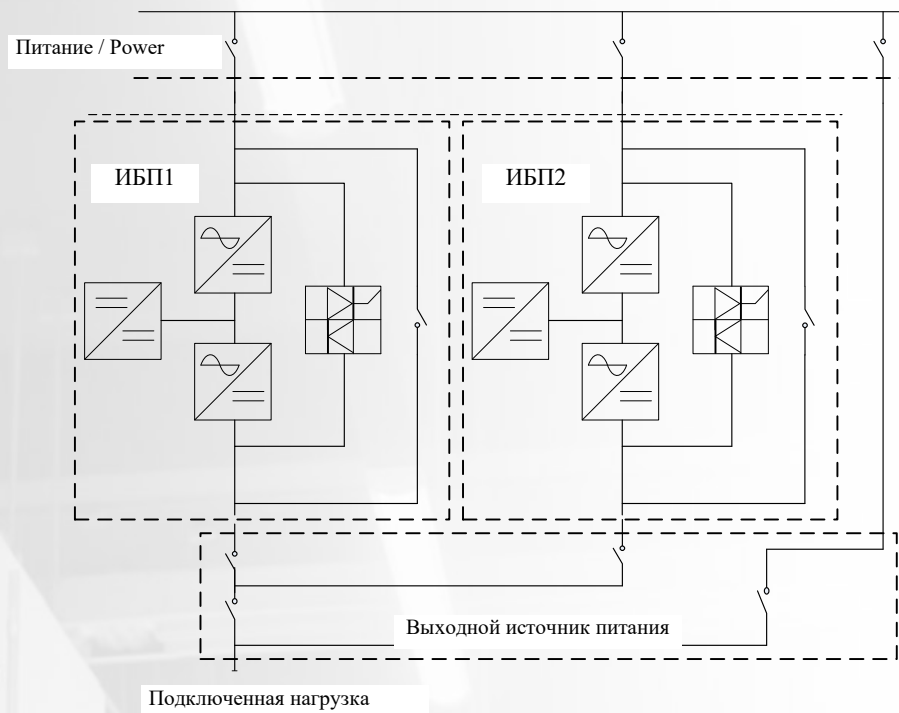 Питание / Power
ИБП1
ИБП2
Выходной источник питания
Подключенная нагрузка